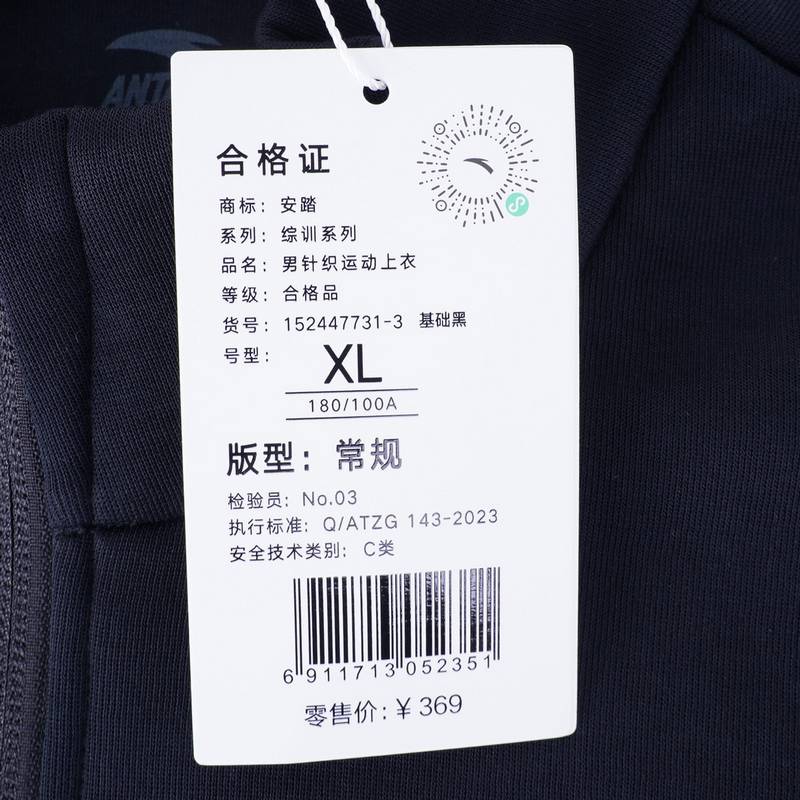 ANT
合格证
商标：安踏
系列：综训系列
品名：男针织运动上衣
等级：合格品
货号：152447731-3 基础黑
号型：XL
180/100A
版型：常规
检验员：No.03
执行标准：Q/ATZG 143-2023
安全技术类别：C类
6 911713 052351
零售价：￥369